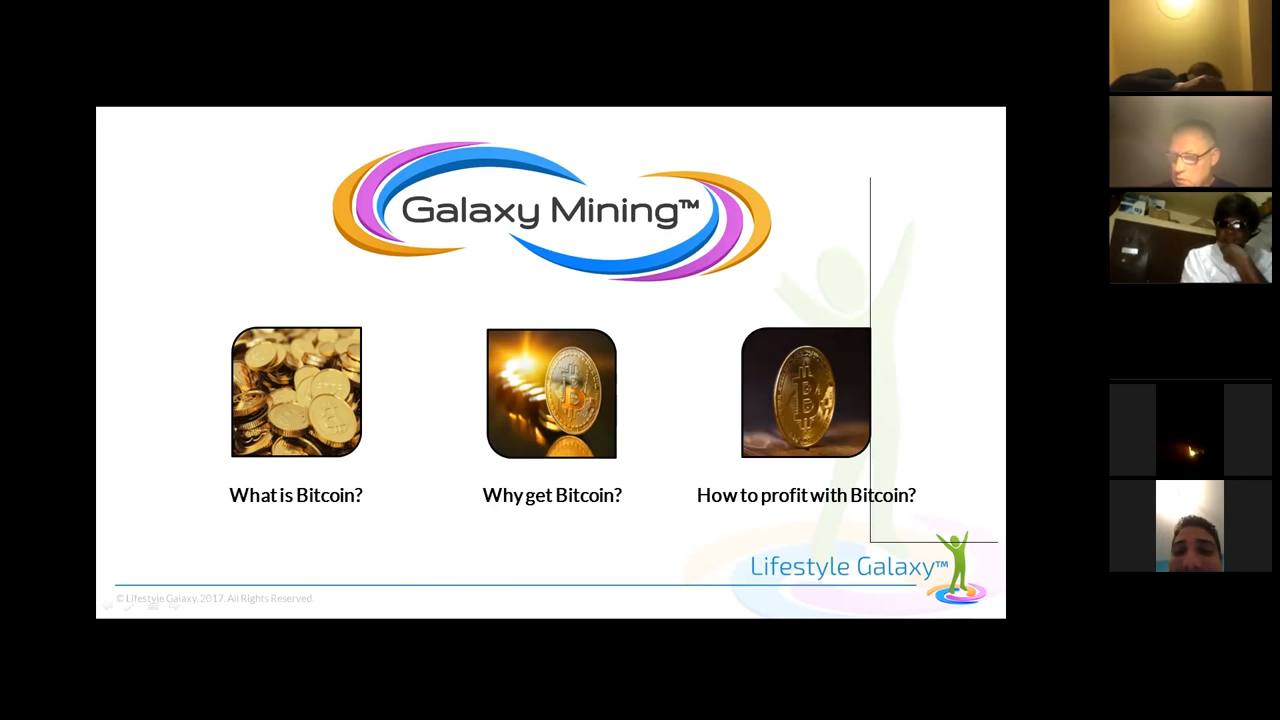 Galaxy Mining™
What is Bitcoin?
Why get Bitcoin?
How to profit with Bitcoin?
Lifestyle Galaxy™
© Lifestyle Galaxy, 2017. All Rights Reserved.